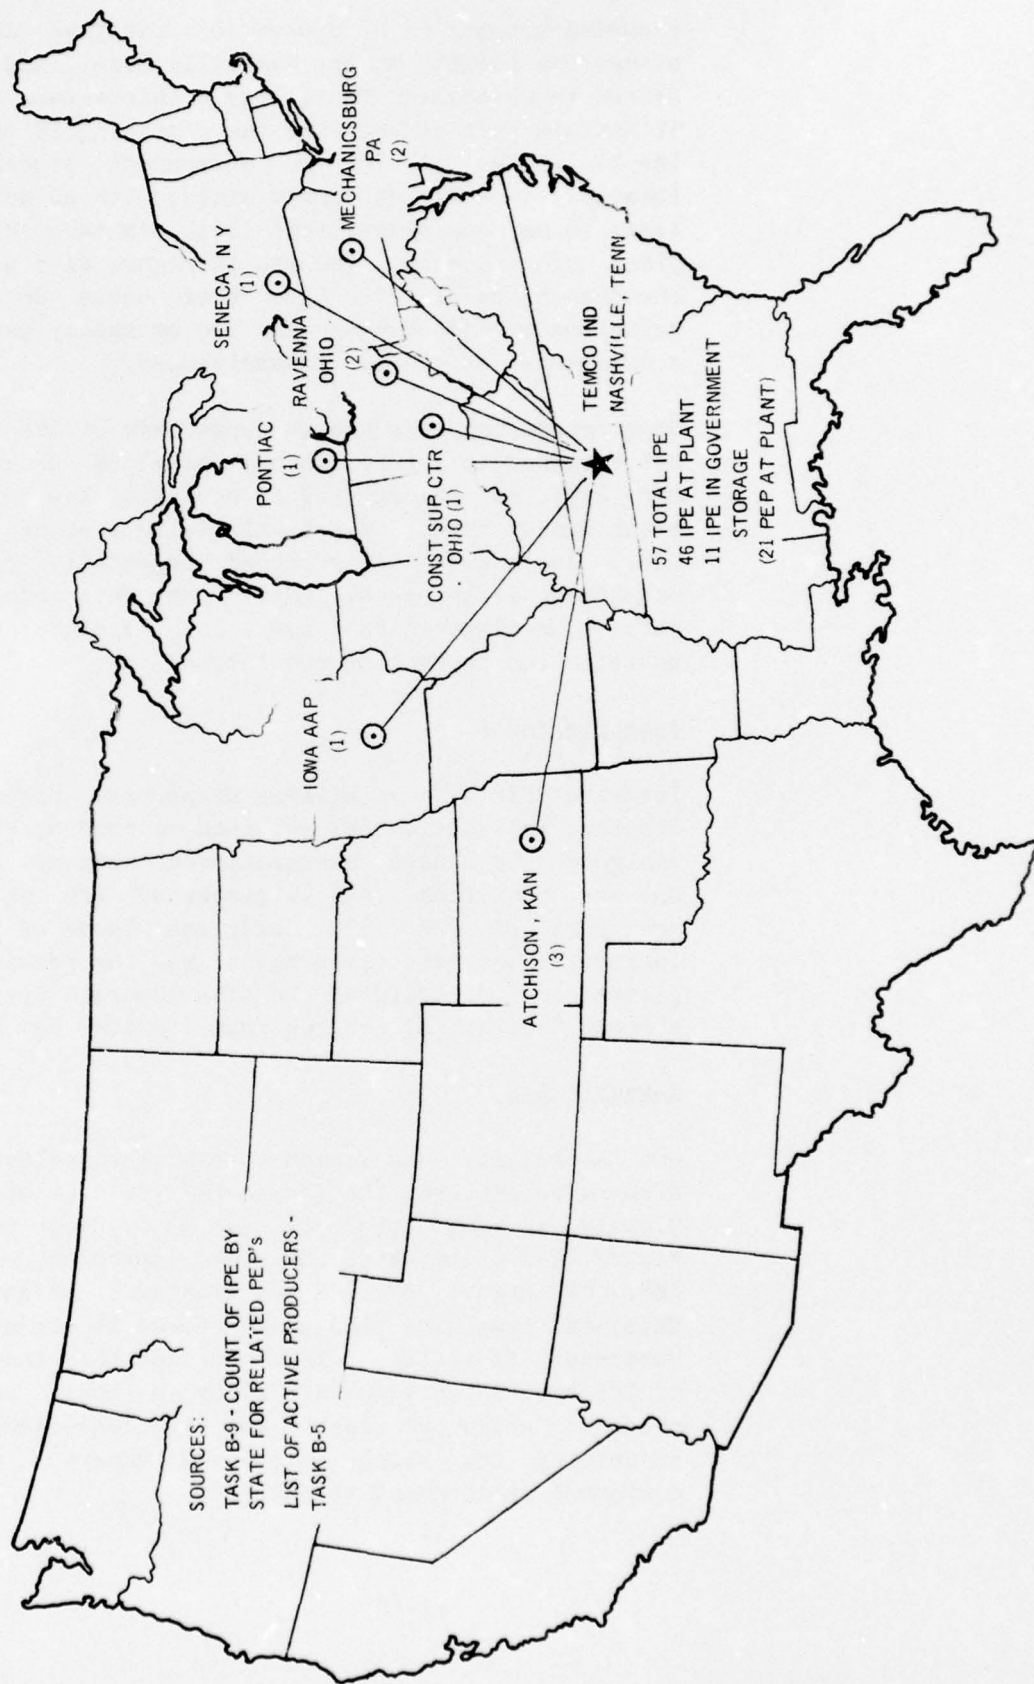 SOURCES:
TASK B-9 - COUNT OF IPE BY
STATE FOR RELATED PEP's
LIST OF ACTIVE PRODUCERS -
TASK B-5
ATCHISON, KAN
(3)
IOWA AAP
(1)
CONST SUP CTR
OHIO (1)
PONTIAC
(1)
RAVENNA
OHIO
(2)
SENECA, N Y
(1)
MECHANICSBURG
PA
(2)
TEMCO IND
NASHVILLE, TENN
57 TOTAL IPE
46 IPE AT PLANT
11 IPE IN GOVERNMENT
STORAGE
(21 PEP AT PLANT)